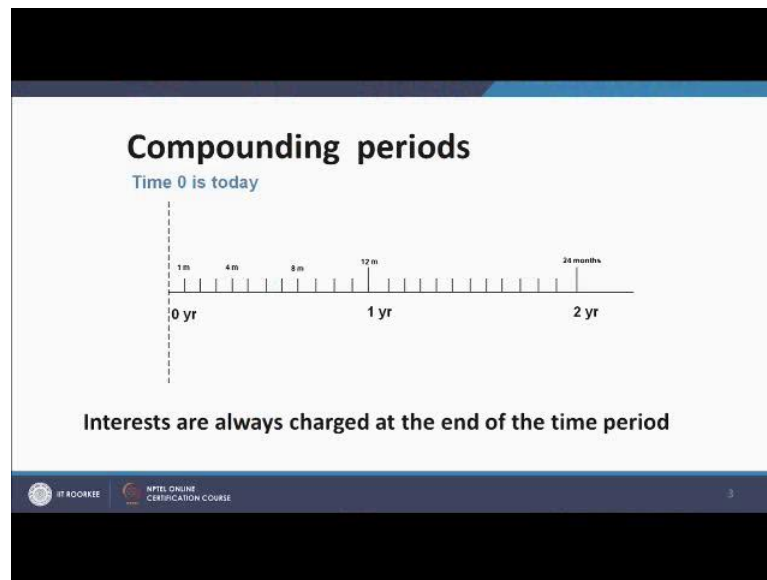 Compounding periods
Time 0 is today
1 m 4 m 8 m 12 m 24 months
0 yr 1 yr 2 yr
Interests are always charged at the end of the time period
IIT ROORKEE NPTEL ONLINE
CERTIFICATION COURSE
3